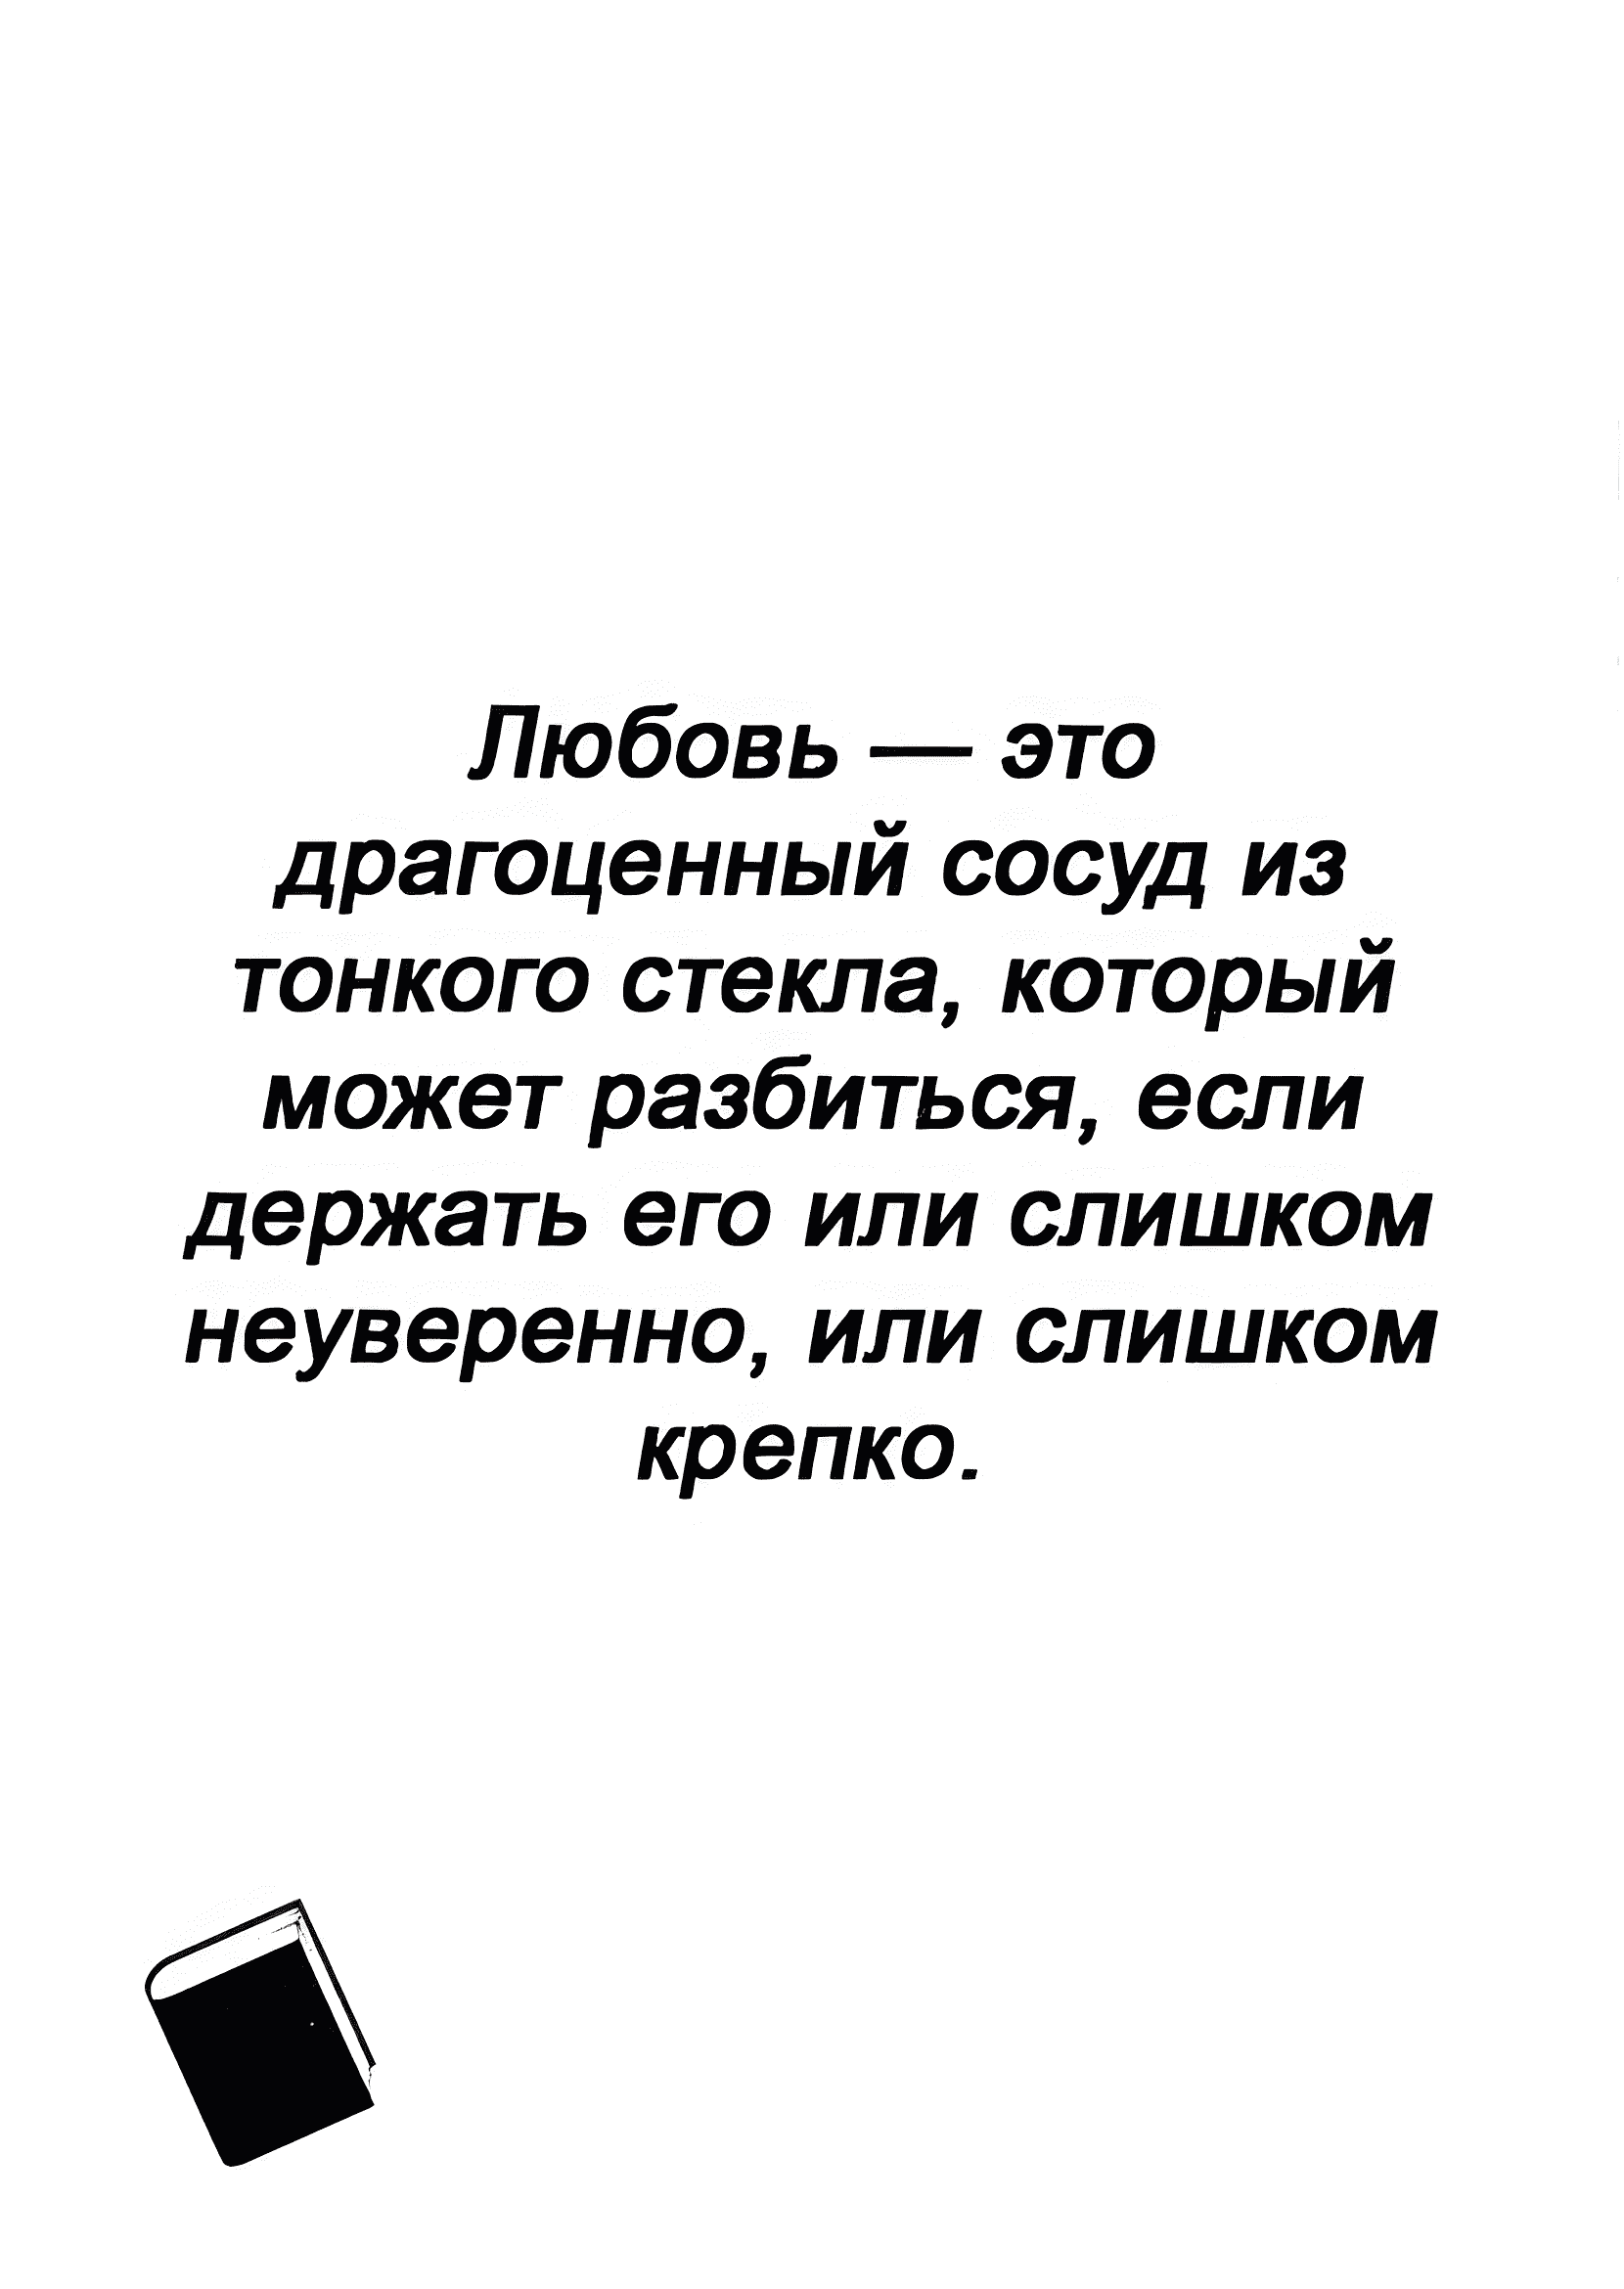 Любовь — это
драгоценный сосуд из
тонкого стекла, который
может разбиться, если
держать его или слишком
неуверенно, или слишком
крепко.